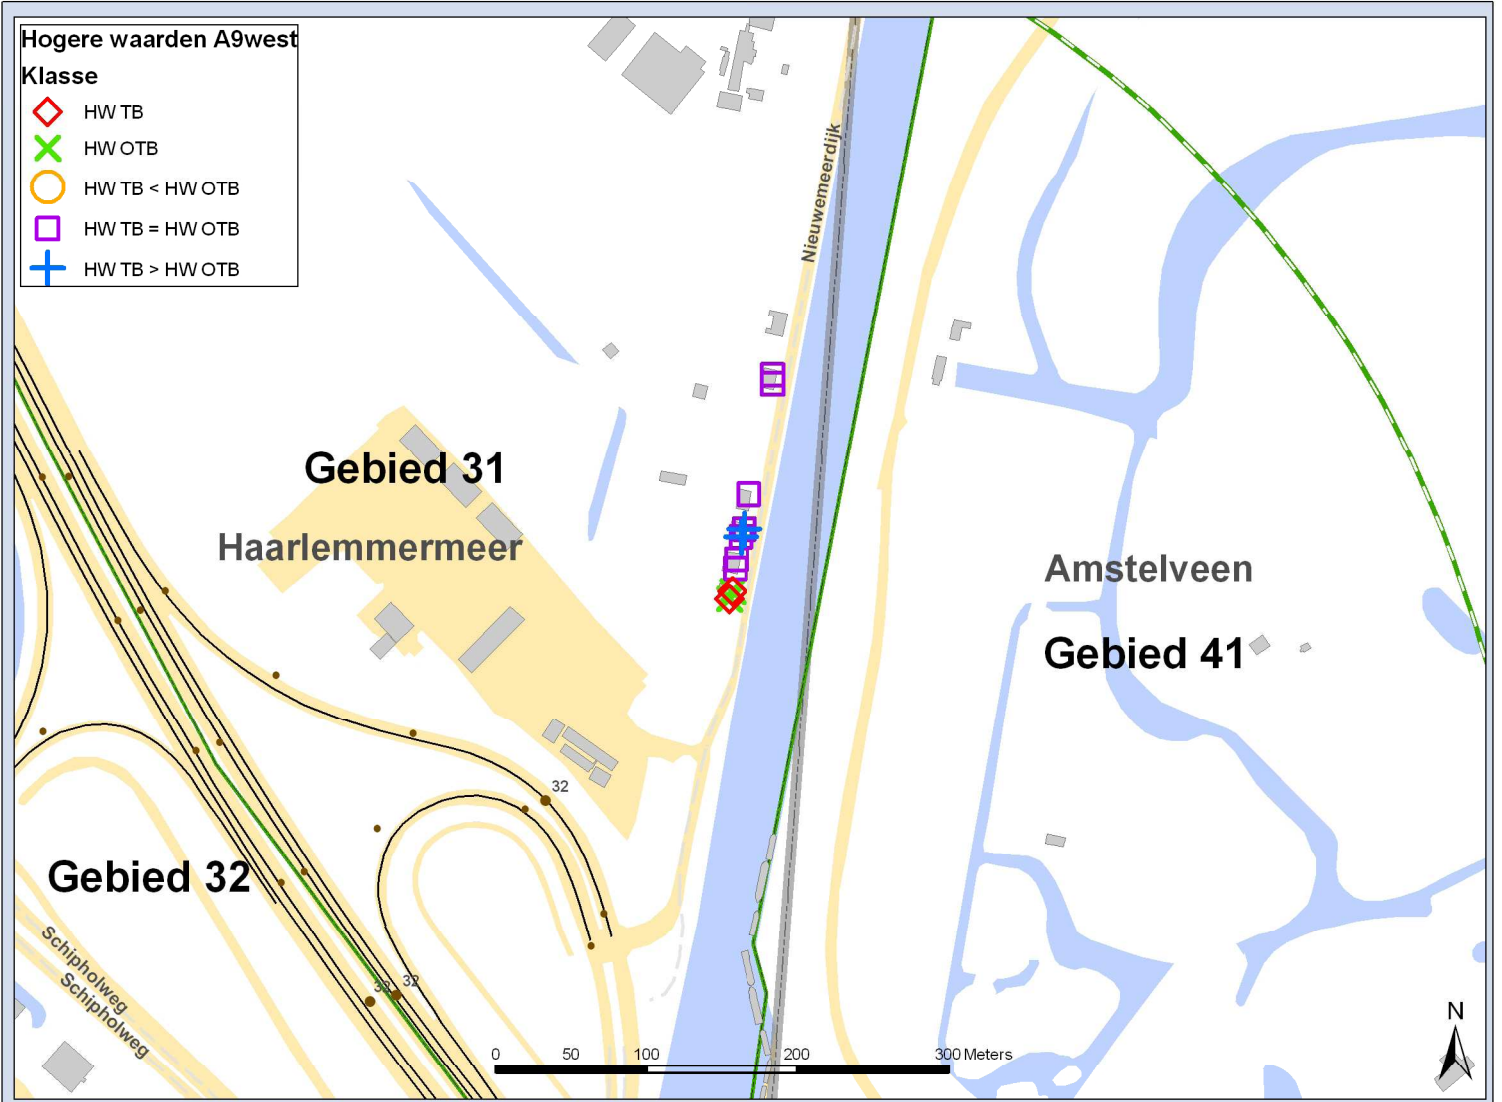 Hogere waarden A9west
Klasse
HW TB
HW OTB
HW TB < HW OTB
HW TB = HW OTB
HW TB > HW OTB
Nieuwemeerdijk
Gebied 31
Haarlemmermeer
Amstelveen
Gebied 41
32
Gebied 32
Schipholweg
Schipholweg
32
32
N
0 50 100 200 300 Meters